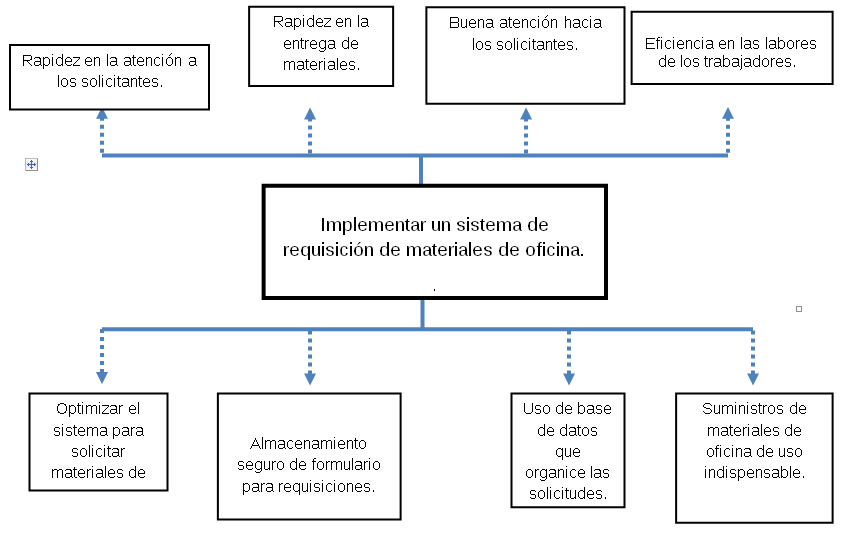 Rapidez en la atención a
los solicitantes.
Rapidez en la
entrega de
materiales.
Buena atención hacia
los solicitantes.
Eficiencia en las labores
de los trabajadores.
Implementar un sistema de
requisición de materiales de oficina.
.
Optimizar el
sistema para
solicitar
materiales de
Almacenamiento
seguro de formulario
para requisiciones.
Uso de base
de datos
que
organice las
solicitudes.
Suministros de
materiales de
oficina de uso
indispensable.